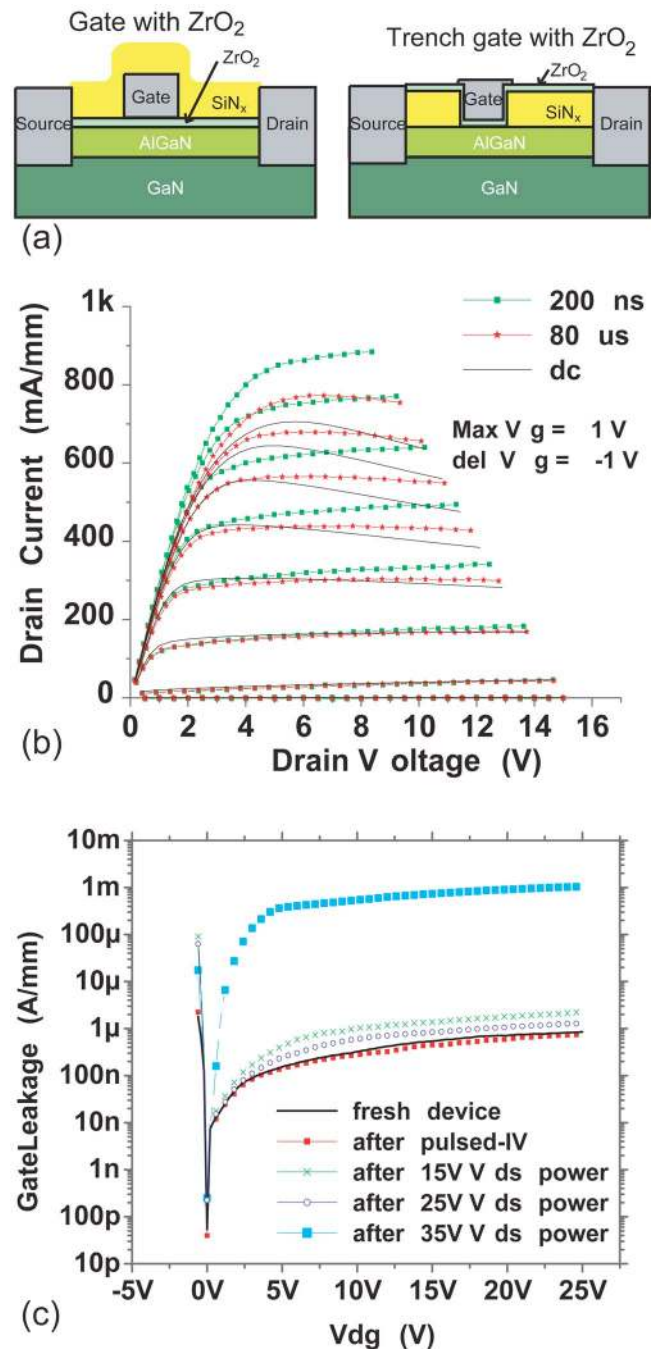 Gate with ZrO2
ZrO2
Gate
SiNx
Source
Drain
AlGaN
GaN
Trench gate with ZrO2
ZrO2
Gate
SiNx
Source
Drain
AlGaN
GaN
(a)
1k
800
600
400
200
0
Drain Current (mA/mm)
200 ns
80 us
dc
Max V g = 1 V
del V g = -1 V
0 2 4 6 8 10 12 14 16
Drain V oltage (V)
(b)
10m
1m
100µ
10µ
1µ
100n
10n
1n
100p
10p
GateLeakage (A/mm)
fresh device
after pulsed-IV
after 15V V ds power
after 25V V ds power
after 35V V ds power
-5V 0V 5V 10V 15V 20V 25V
Vdg (V)
(c)